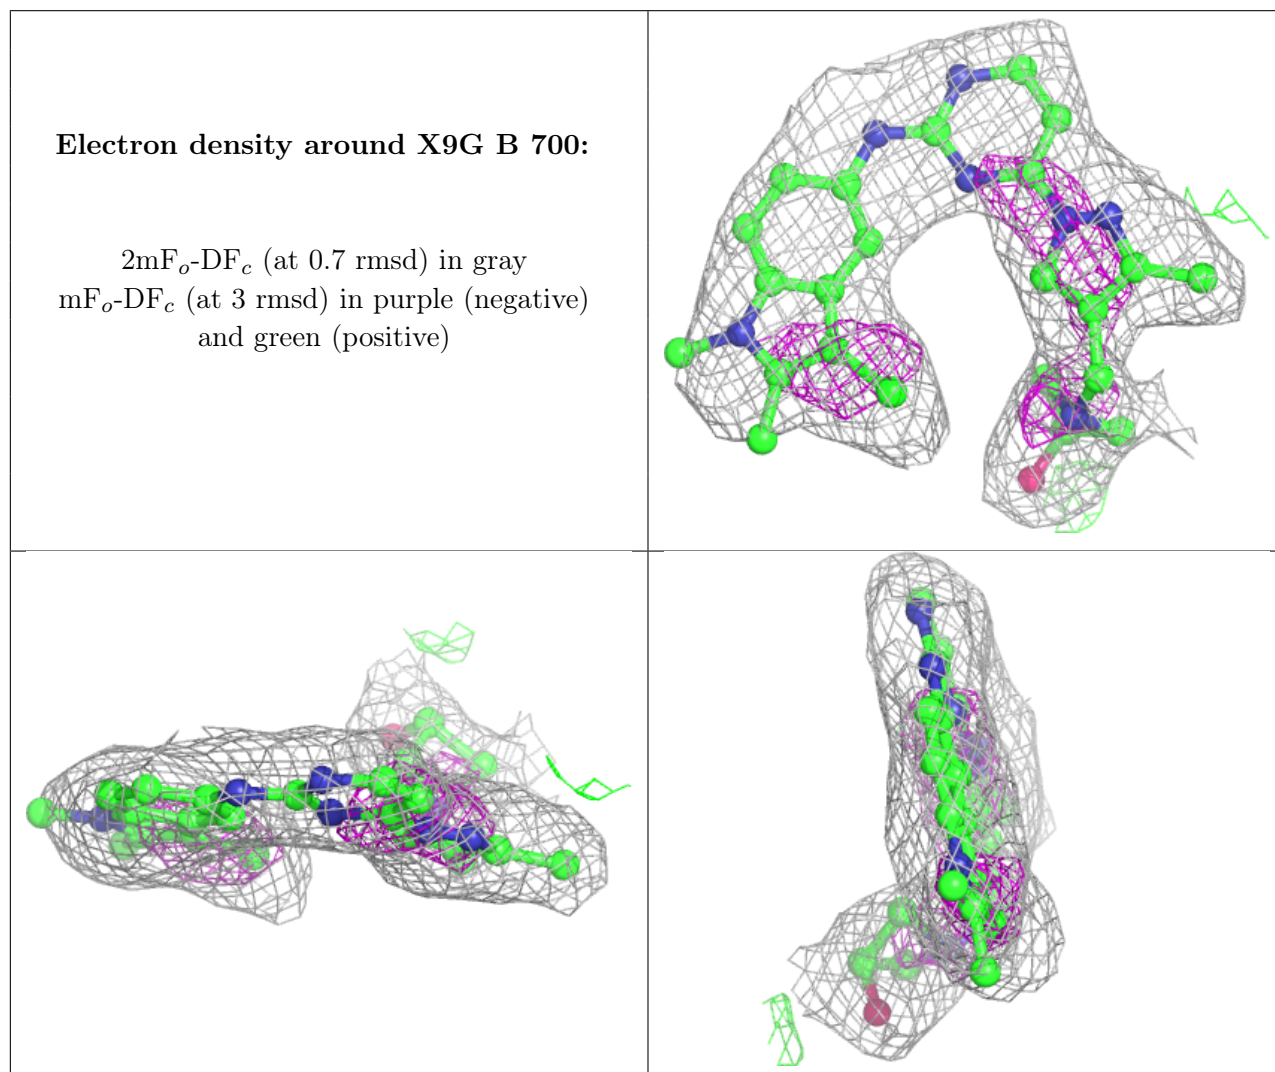 Electron density around X9G B 700:
2mFo-DFc (at 0.7 rmsd) in gray
mFo-DFc (at 3 rmsd) in purple (negative)
and green (positive)